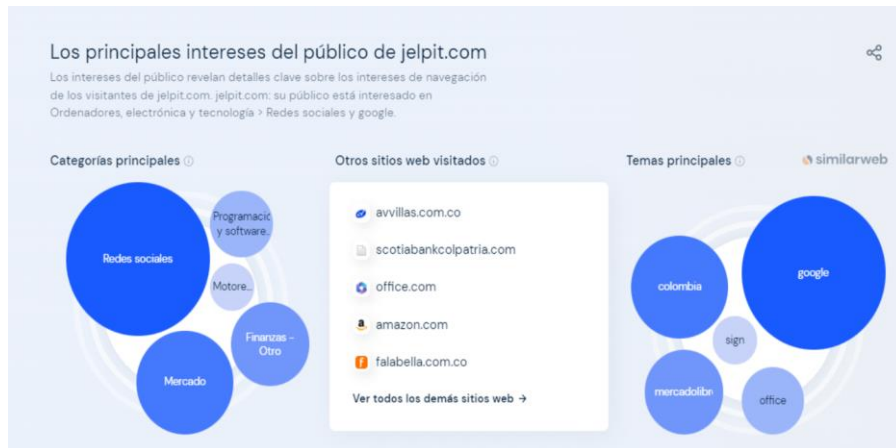 Los principales intereses del público de jelpit.com
Los intereses del público revelan detalles clave sobre los intereses de navegación
de los visitantes de jelpit.com. jelpit.com: su público está interesado en
Ordenadores, electrónica y tecnología > Redes sociales y google.
Categorías principales
Redes sociales
Programació
y software...
Motore...
Finanzas -
Otro
Mercado
Otros sitios web visitados
avvillas.com.co
scotiabankcolpatria.com
office.com
amazon.com
falabella.com.co
Ver todos los demás sitios web →
Temas principales
similarweb
google
colombia
sign
mercadolibr
office